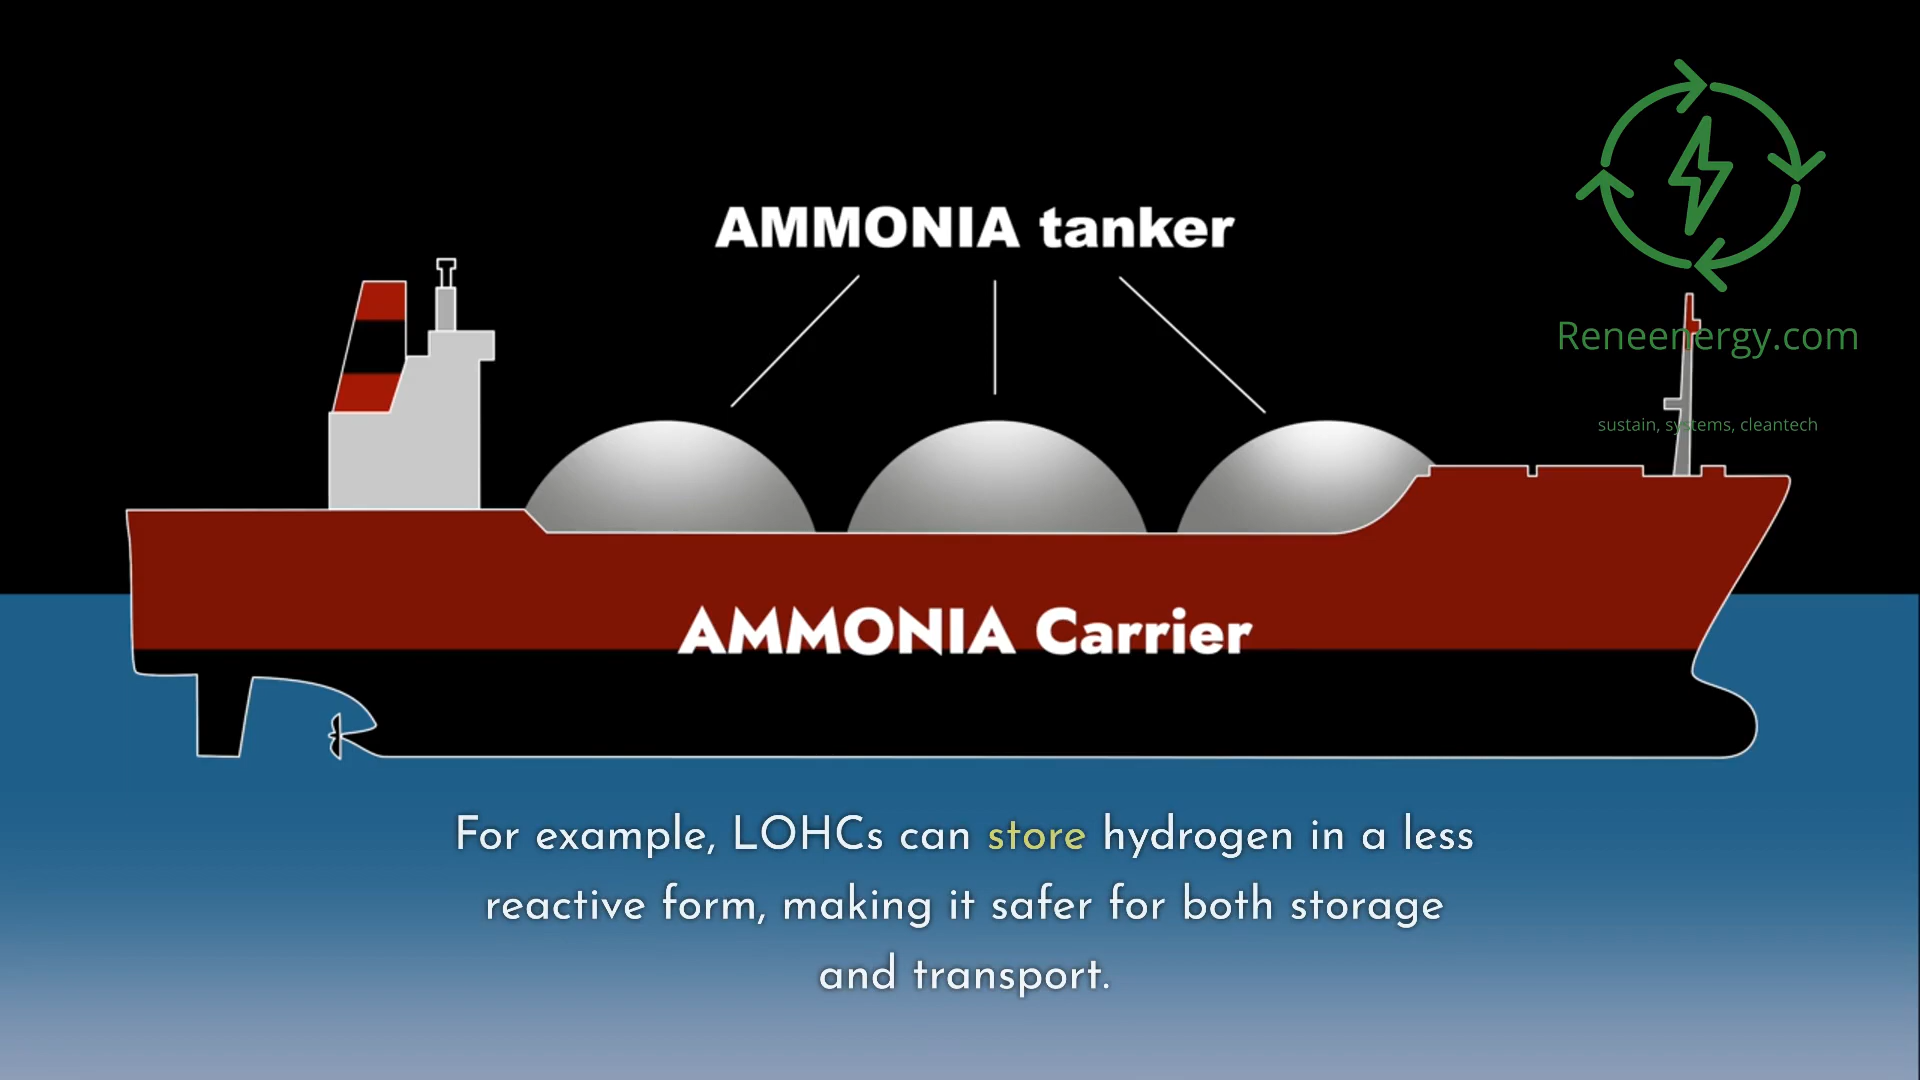 AMMONIA tanker
Reneenergy.com
sustain, systems, cleantech
AMMONIA Carrier
For example, LOHCs can store hydrogen in a less
reactive form, making it safer for both storage
and transport.